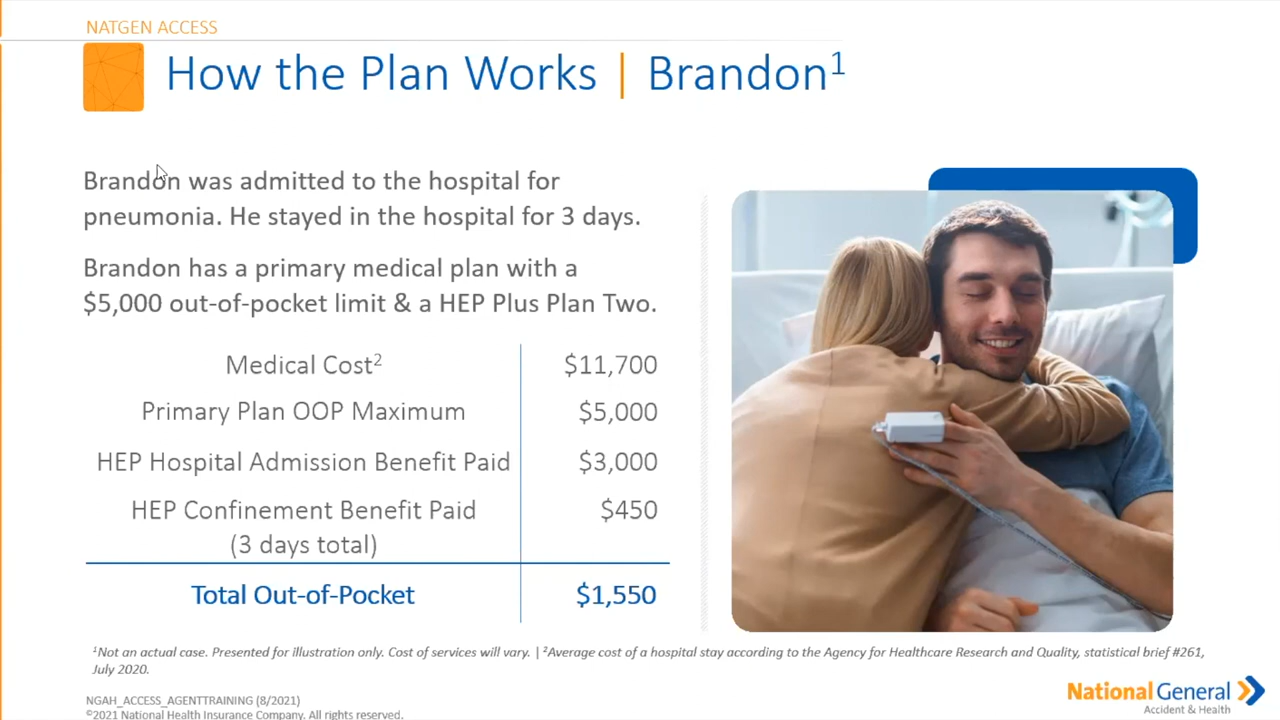 NATGEN ACCESS
How the Plan Works | Brandon¹
Brandon was admitted to the hospital for
pneumonia. He stayed in the hospital for 3 days.
Brandon has a primary medical plan with a
$5,000 out-of-pocket limit & a HEP Plus Plan Two.
Medical Cost² $11,700
Primary Plan OOP Maximum $5,000
HEP Hospital Admission Benefit Paid $3,000
HEP Confinement Benefit Paid $450
(3 days total)
Total Out-of-Pocket $1,550
¹Not an actual case. Presented for illustration only. Cost of services will vary. | ²Average cost of a hospital stay according to the Agency for Healthcare Research and Quality, statistical brief #261,
July 2020.
NGAH_ACCESS_AGENTTRAINING (8/2021)
©2021 National Health Insurance Company. All rights reserved.
National General
Accident & Health